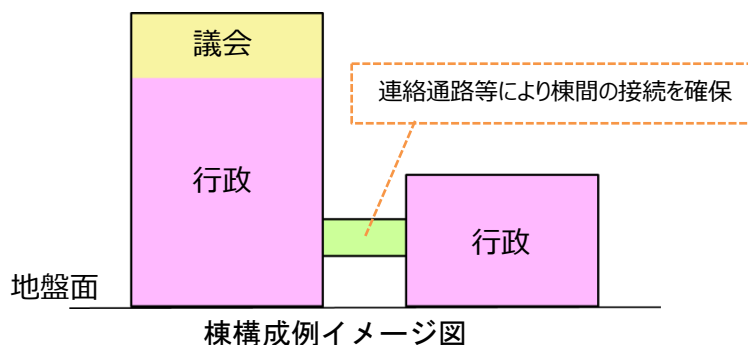 議会
連絡通路等により棟間の接続を確保
行政
行政
地盤面
棟構成例イメージ図